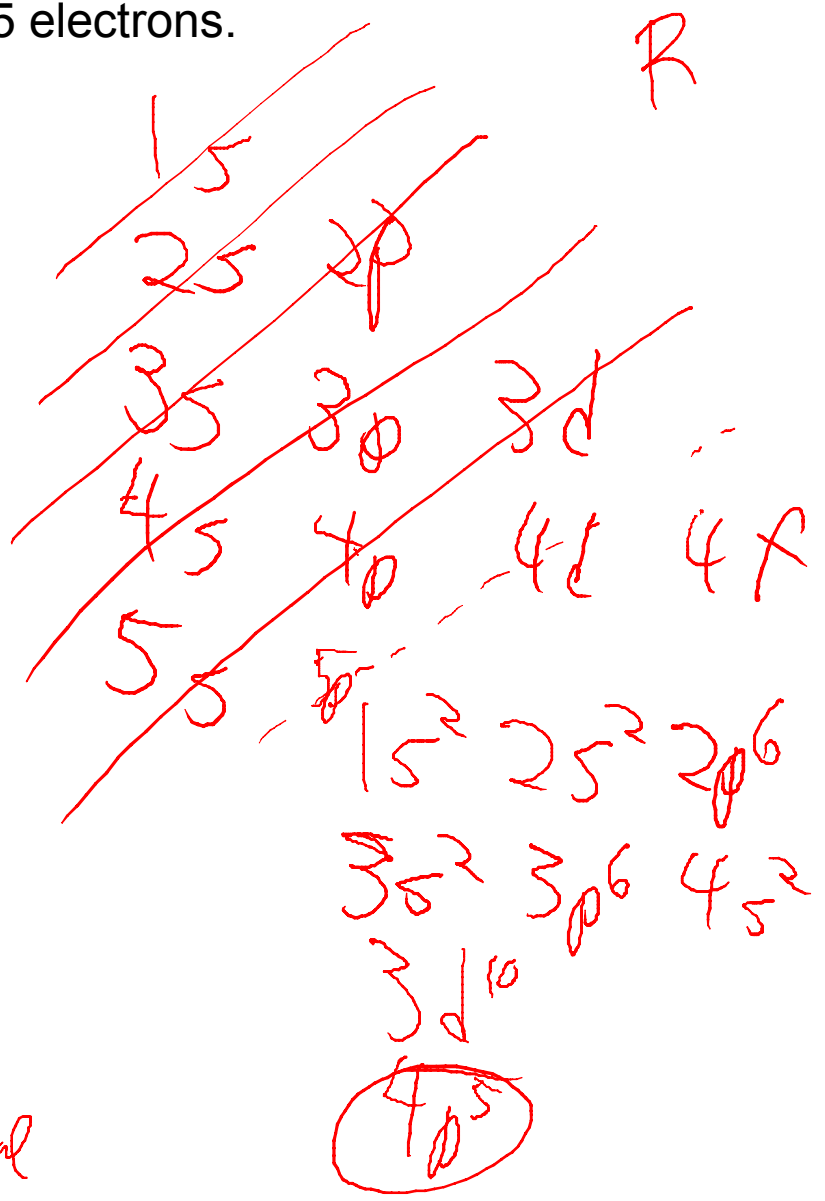 5 electrons.
R
1s
2s 2p
3s 3p 3d
4s 4p 4d 4f
5s 5p
1s² 2s² 2p⁶
3s² 3p⁶ 4s²
3d¹⁰
4p⁵